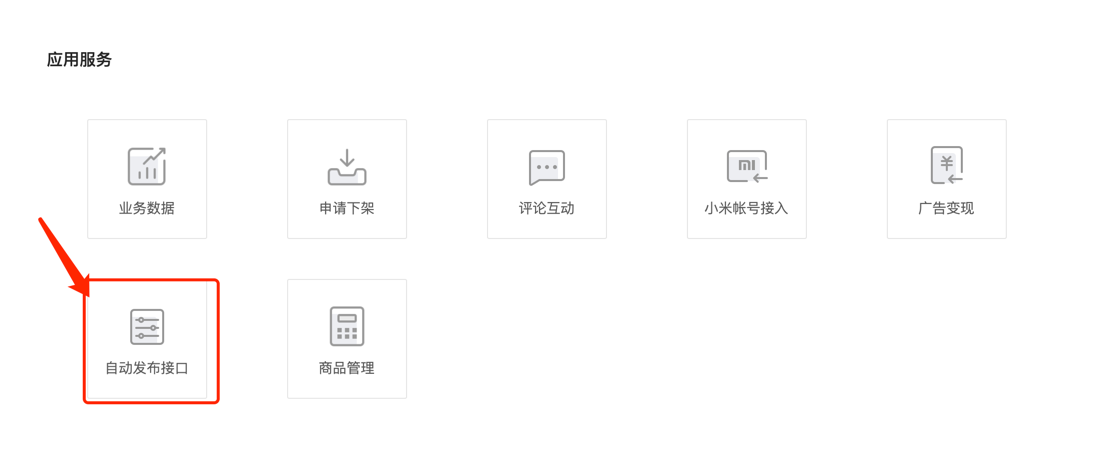 应用服务
业务数据
申请下架
评论互动
MI
小米帐号接入
¥
广告变现
自动发布接口
商品管理